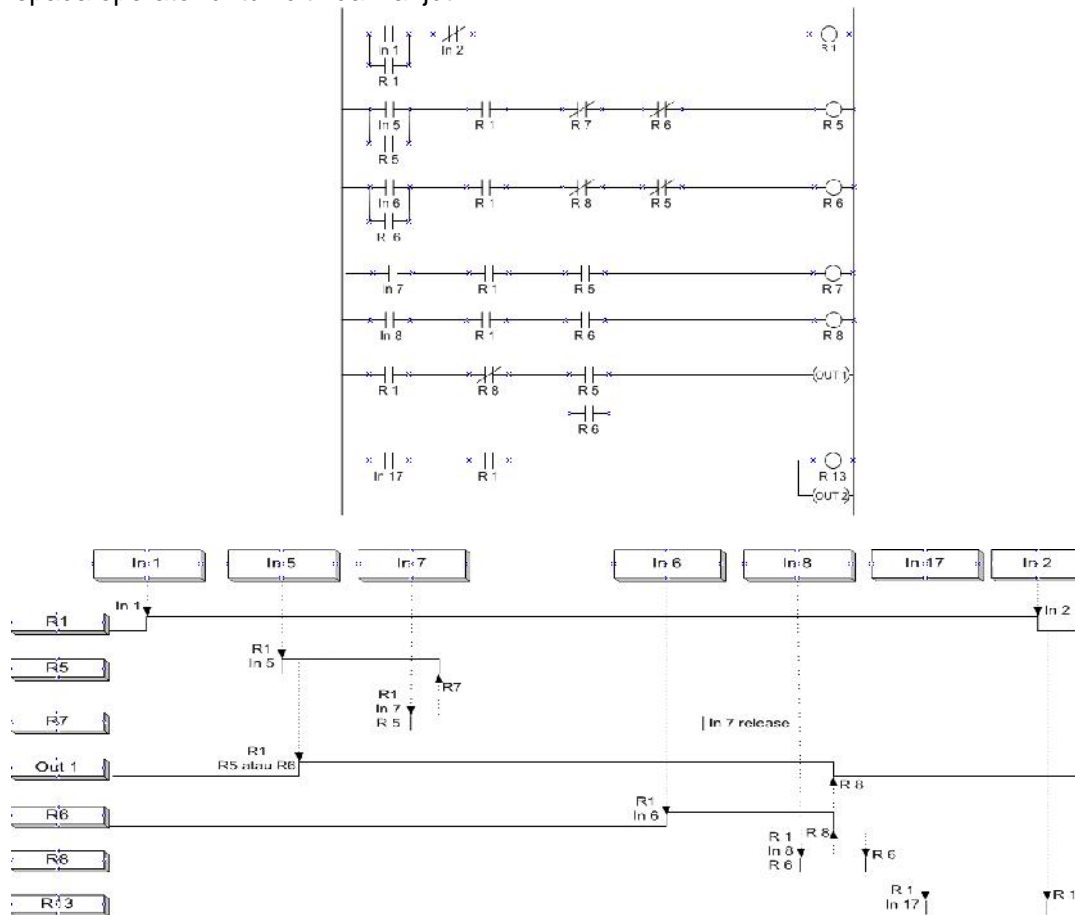 In 1 In 2 R 1
R 1
In 5 R 1 R 7 R 6 R 5
R 5
In 6 R 1 R 8 R 5 R 6
R 6
In 7 R 1 R 5 R 7
In 8 R 1 R 6 R 8
R 1 R 8 R 5 (OUT 1)
R 6
In 17 R 1 R 13
(OUT 2)
In 1 In 5 In 7 In 6 In 8 In 17 In 2
In 1 In 2
R1
R1
In 5
R5
R7
R1
In 7
R 5
R7
In 7 release
R1
R5 atau R6
Out 1
R 8
R1
In 6
R6
R 8
R 1
In 8
R 6
R 6
R8
R 1
In 17
R 1
R13